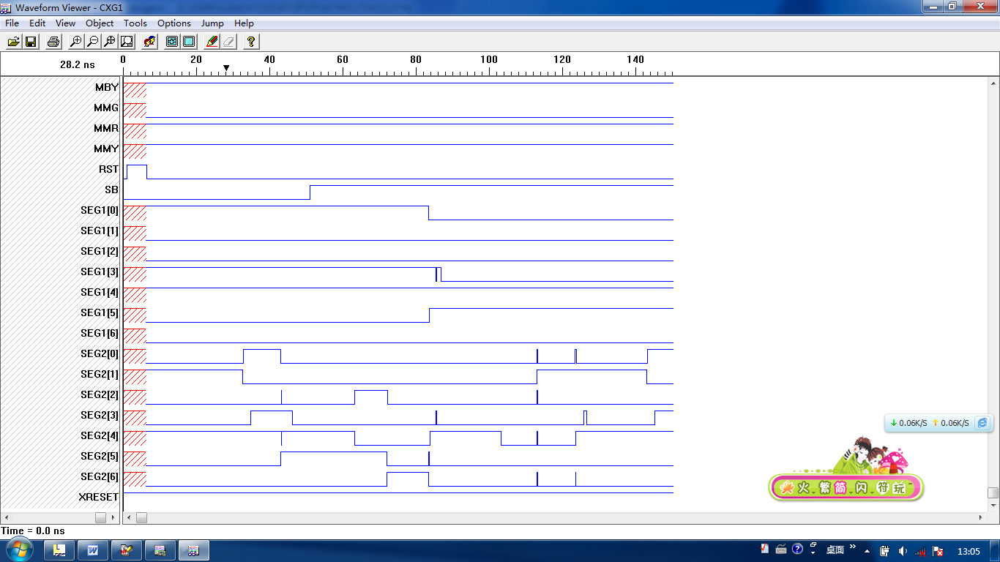 Waveform Viewer - CXG1
File Edit View Object Tools Options Jump Help
28.2 ns
0 20 40 60 80 100 120 140
MBY
MMG
MMR
MMY
RST
SB
SEG1[0]
SEG1[1]
SEG1[2]
SEG1[3]
SEG1[4]
SEG1[5]
SEG1[6]
SEG2[0]
SEG2[1]
SEG2[2]
SEG2[3]
SEG2[4]
SEG2[5]
SEG2[6]
XRESET
0.06K/S 0.06K/S
火.繁简闪.符玩
Time = 0.0 ns
桌面
13:05